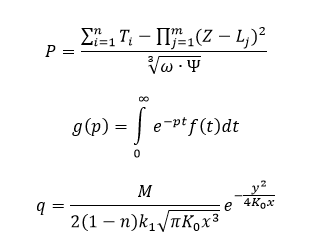 P = \frac{\sum_{i=1}^{n} T_i - \prod_{j=1}^{m} (Z - L_j)^2}{\sqrt[3]{\omega \cdot \Psi}}
g(p) = \int_{0}^{\infty} e^{-pt} f(t) dt
q = \frac{M}{2(1 - n) k_1 \sqrt{\pi K_0 x^3}} e^{-\frac{y^2}{4 K_0 x}}